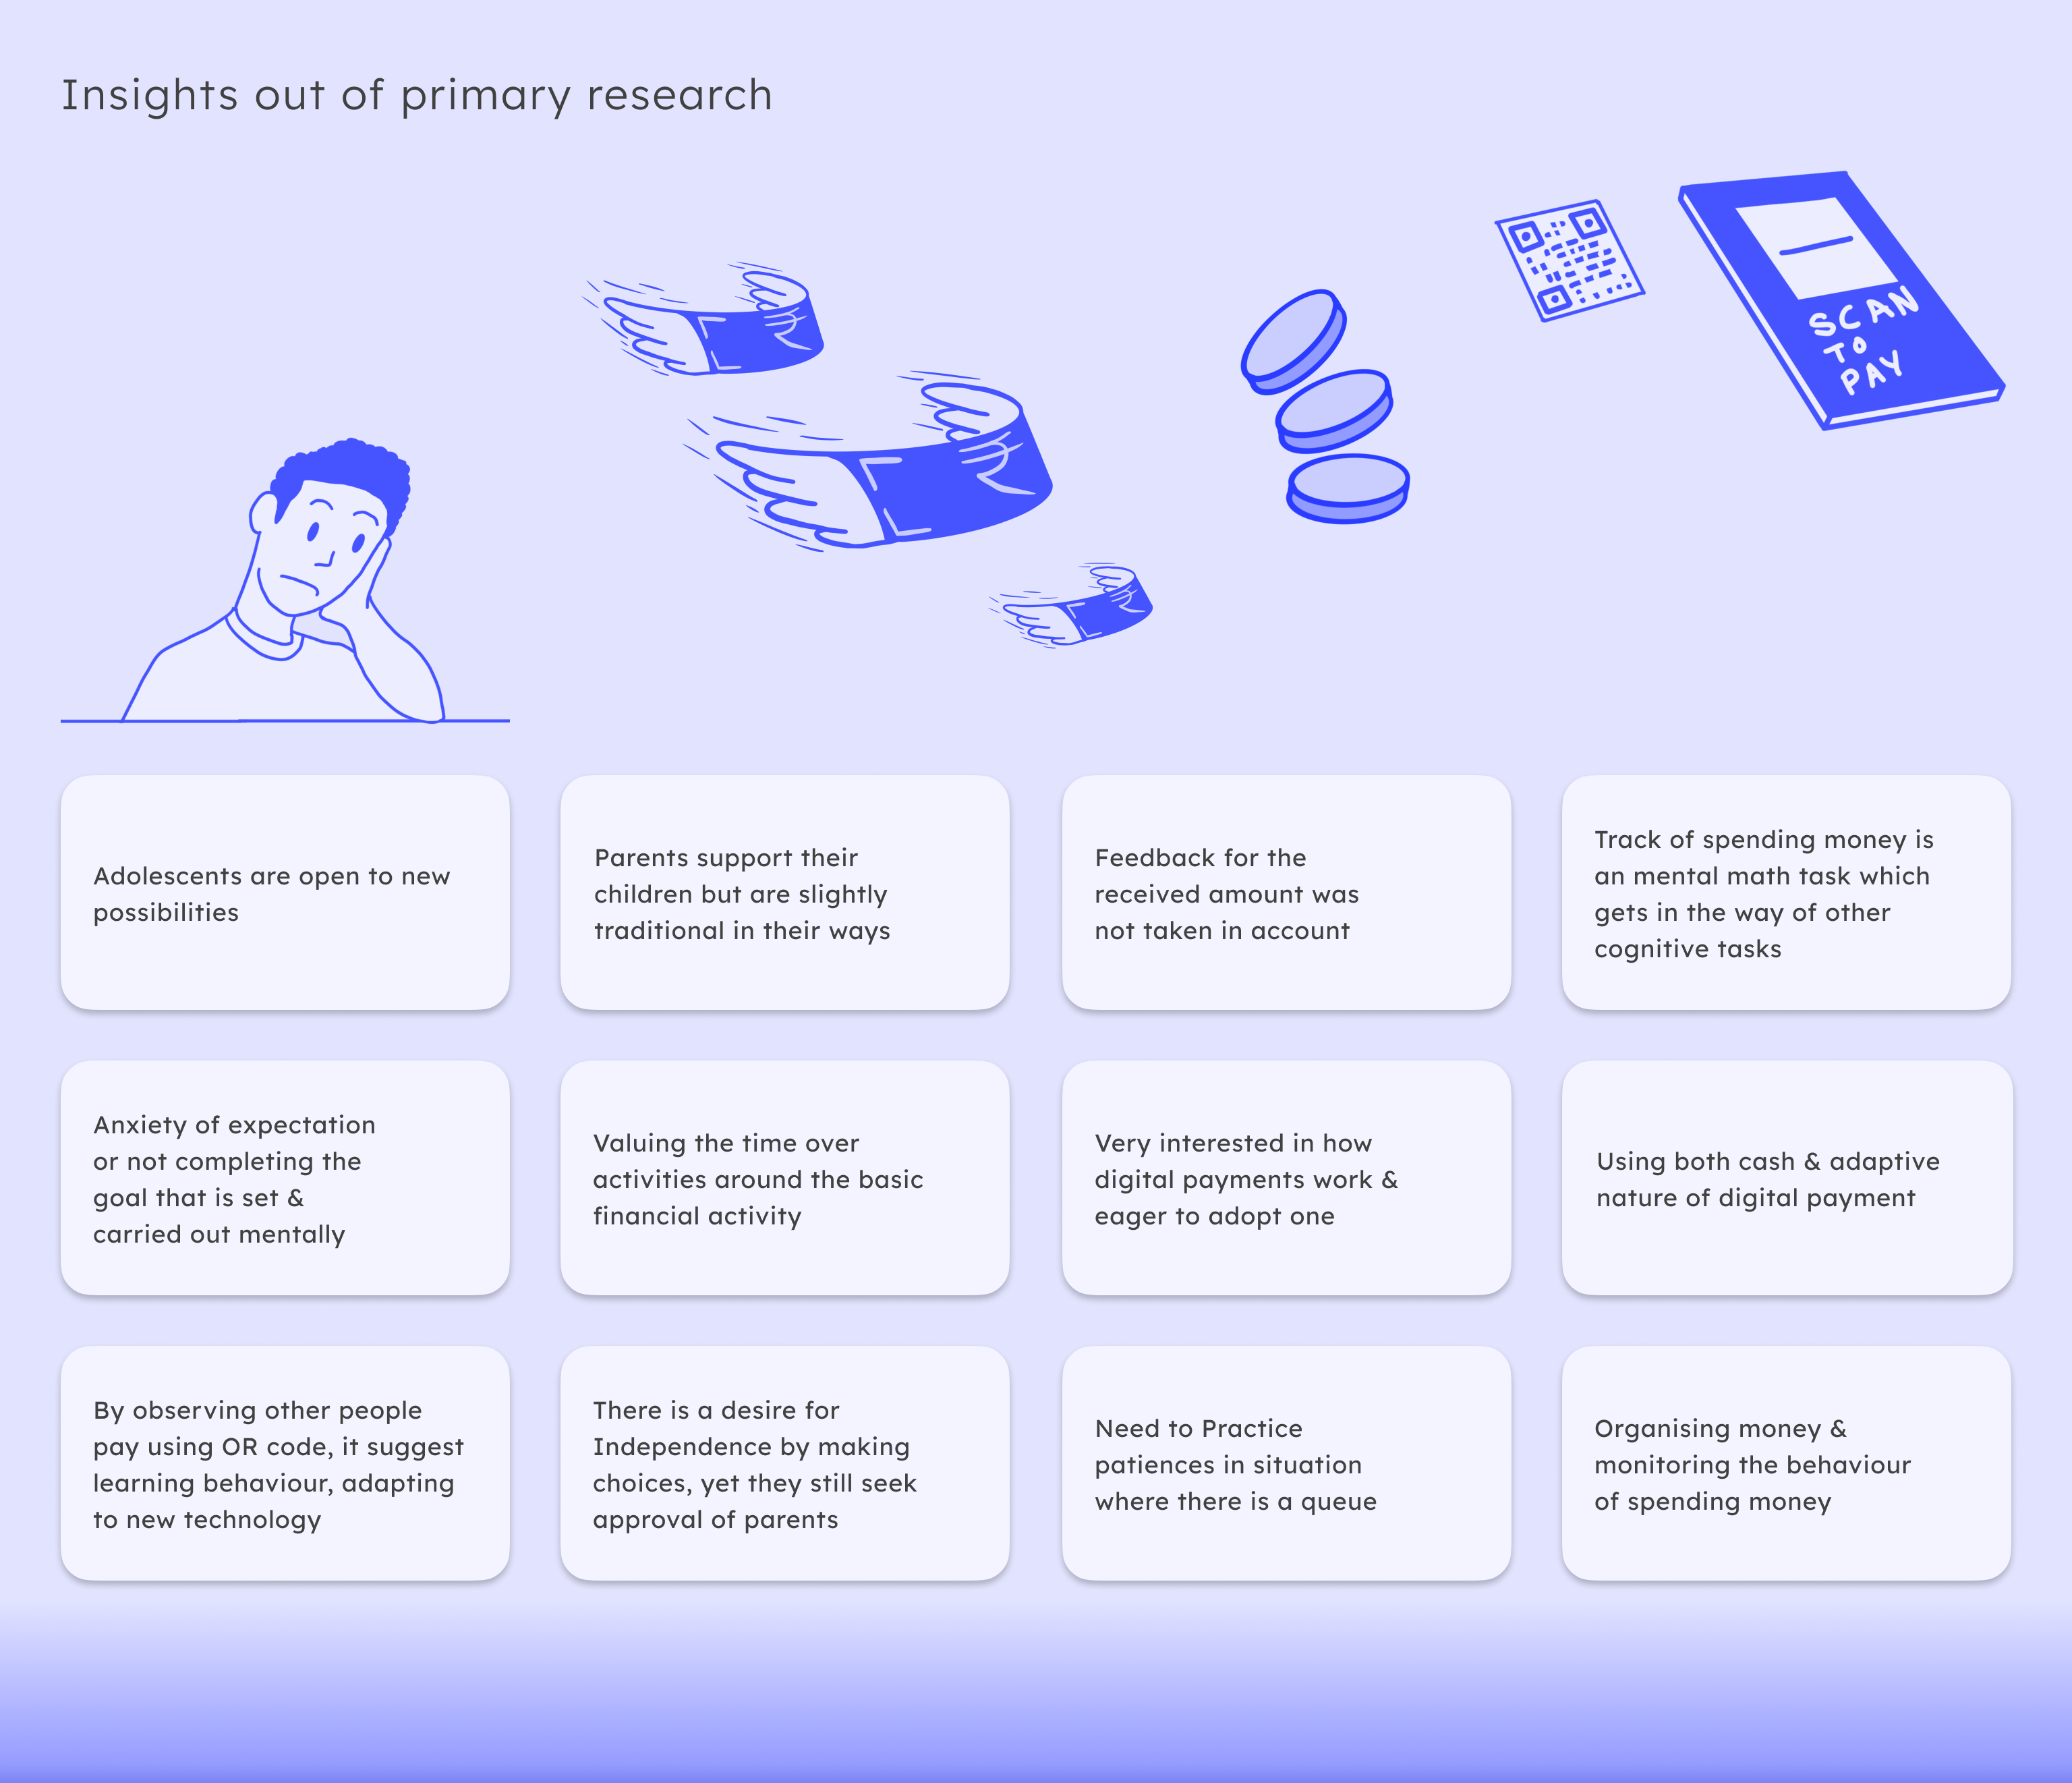 Insights out of primary research
SCAN
TO
PAY
Adolescents are open to new
possibilities
Parents support their
children but are slightly
traditional in their ways
Feedback for the
received amount was
not taken in account
Track of spending money is
an mental math task which
gets in the way of other
cognitive tasks
Anxiety of expectation
or not completing the
goal that is set &
carried out mentally
Valuing the time over
activities around the basic
financial activity
Very interested in how
digital payments work &
eager to adopt one
Using both cash & adaptive
nature of digital payment
By observing other people
pay using OR code, it suggest
learning behaviour, adapting
to new technology
There is a desire for
Independence by making
choices, yet they still seek
approval of parents
Need to Practice
patiences in situation
where there is a queue
Organising money &
monitoring the behaviour
of spending money